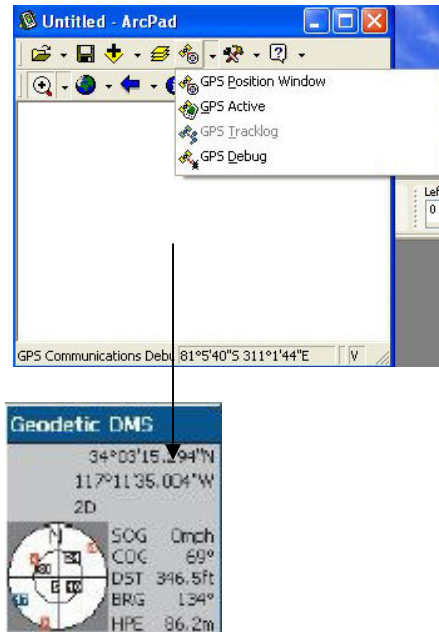 Untitled - ArcPad
GPS Position Window
GPS Active
GPS Tracklog
GPS Debug
Lef
0
GPS Communications Debu 81°5'40"S 311°1'44"E V
Geodetic DMS
34°03'15.294"N
117°11'35.004"W
2D
N
SOG 0mph
COG 69°
DST 346.5ft
BRG 134°
HPE 86.2m